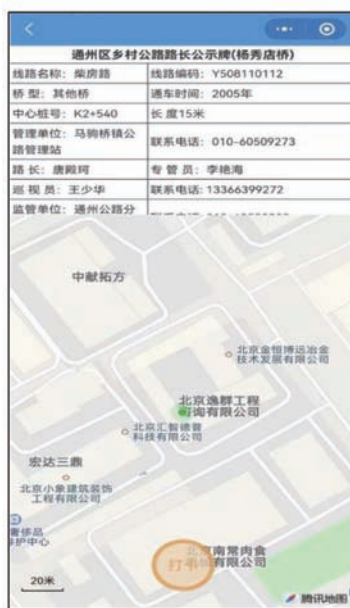 通州区乡村公路路长公示牌(杨秀店桥)
线路名称：柴房路 线路编码：Y508110112
桥 型：其他桥 通车时间：2005年
中心桩号：K2+540 长 度15米
管理单位：马驹桥镇公路管理站 联系电话：010-60509273
路 长：唐殿珂 专 管 员：李艳海
巡 视 员：王少华 联系电话：13366399272
监管单位：通州公路分
中献拓方
北京金恒博远冶金
技术发展有限公司
北京逸群工程
咨询有限公司
北京汇智德普
科技有限公司
宏达三鼎
北京小象建筑装饰
工程有限公司
奢侈品
护中心
南常肉食
有限公司
打卡
20米
腾讯地图